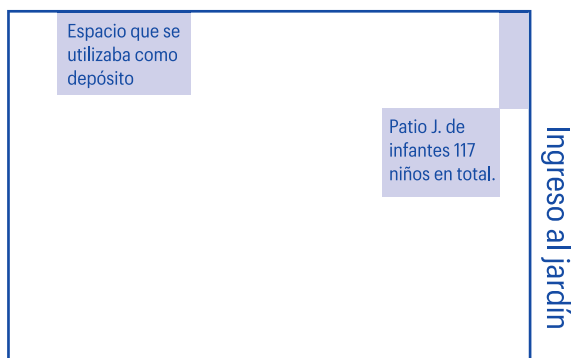 Espacio que se
utilizaba como
depósito
Patio J. de
infantes 117
niños en total.
Ingreso al jardín